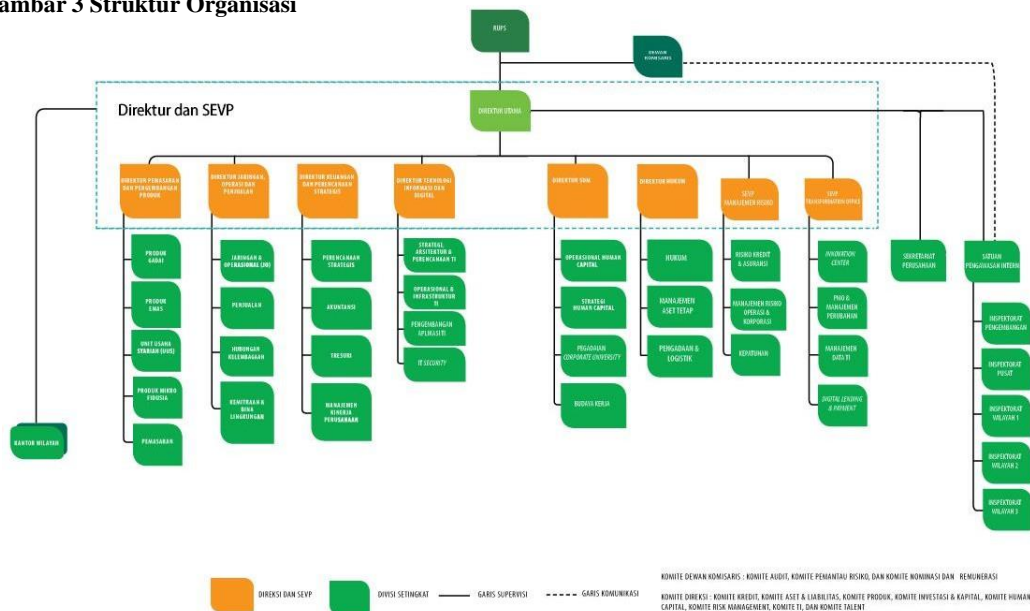 ambar 3 Struktur Organisasi
RUPS
DEWAN
KOMISARIS
Direktur dan SEVP
DIREKTUR UTAMA
DIREKTUR PEMASARAN
DAN PENGEMBANGAN
PRODUK
DIREKTUR JARINGAN,
OPERASI DAN
PENJUALAN
DIREKTUR KEUANGAN
DAN PERENCANAAN
STRATEGIS
DIREKTUR TEKNOLOGI
INFORMASI DAN
DIGITAL
DIREKTUR SDM
DIREKTUR HUKUM
SEVP
MANAJEMEN RISIKO
SEVP
TRANSFORMATION OFFICE
PRODUK
GADAI
PRODUK
EMAS
UNIT USAHA
SYARIAH (UUS)
PRODUK MIKRO
FIDUSIA
PEMASARAN
JARINGAN &
OPERASIONAL (JO)
PENJUALAN
HUBUNGAN
KELEMBAGAAN
KEMITRAAN &
BINA
LINGKUNGAN
PERENCANAAN
STRATEGIS
AKUNTANSI
TRESURI
MANAJEMEN
KINERJA
PERUSAHAAN
ARSITEKTUR &
PERENCANAAN TI
OPERASIONAL &
INFRASTRUKTUR
TI
PENGEMBANGAN
APLIKASI TI
IT SECURITY
OPERASIONAL HUMAN
CAPITAL
STRATEGI
HUMAN CAPITAL
PEGADAIAN
CORPORATE UNIVERSITY
BUDAYA KERJA
HUKUM
MANAJEMEN
ASET TETAP
PENGADAAN &
LOGISTIK
RISIKO KREDIT
& ASURANSI
MANAJEMEN RISIKO
OPERASI &
KORPORASI
KEPATUHAN
INNOVATION
CENTER
PMO &
MANAJEMEN
PERUBAHAN
MANAJEMEN
DATA TI
DIGITAL LENDING
& PAYMENT
SEKRETARIAT
PERUSAHAAN
SATUAN
PENGAWASAN INTERN
INSPEKTORAT
PENGEMBANGAN
INSPEKTORAT
PUSAT
INSPEKTORAT
WILAYAH 1
INSPEKTORAT
WILAYAH 2
INSPEKTORAT
WILAYAH 3
KANTOR WILAYAH
DIREKSI DAN SEVP
DIVISI SETINGKAT
GARIS SUPERVISI
GARIS KOMUNIKASI
KOMITE DEWAN KOMISARIS : KOMITE AUDIT, KOMITE PEMANTAU RISIKO, DAN KOMITE NOMINASI DAN REMUNERASI
KOMITE DIREKSI : KOMITE KREDIT, KOMITE ASET & LIABILITAS, KOMITE PRODUK, KOMITE INVESTASI & KAPITAL, KOMITE HUMAN
CAPITAL, KOMITE RISK MANAGEMENT, KOMITE TI, DAN KOMITE TALENT